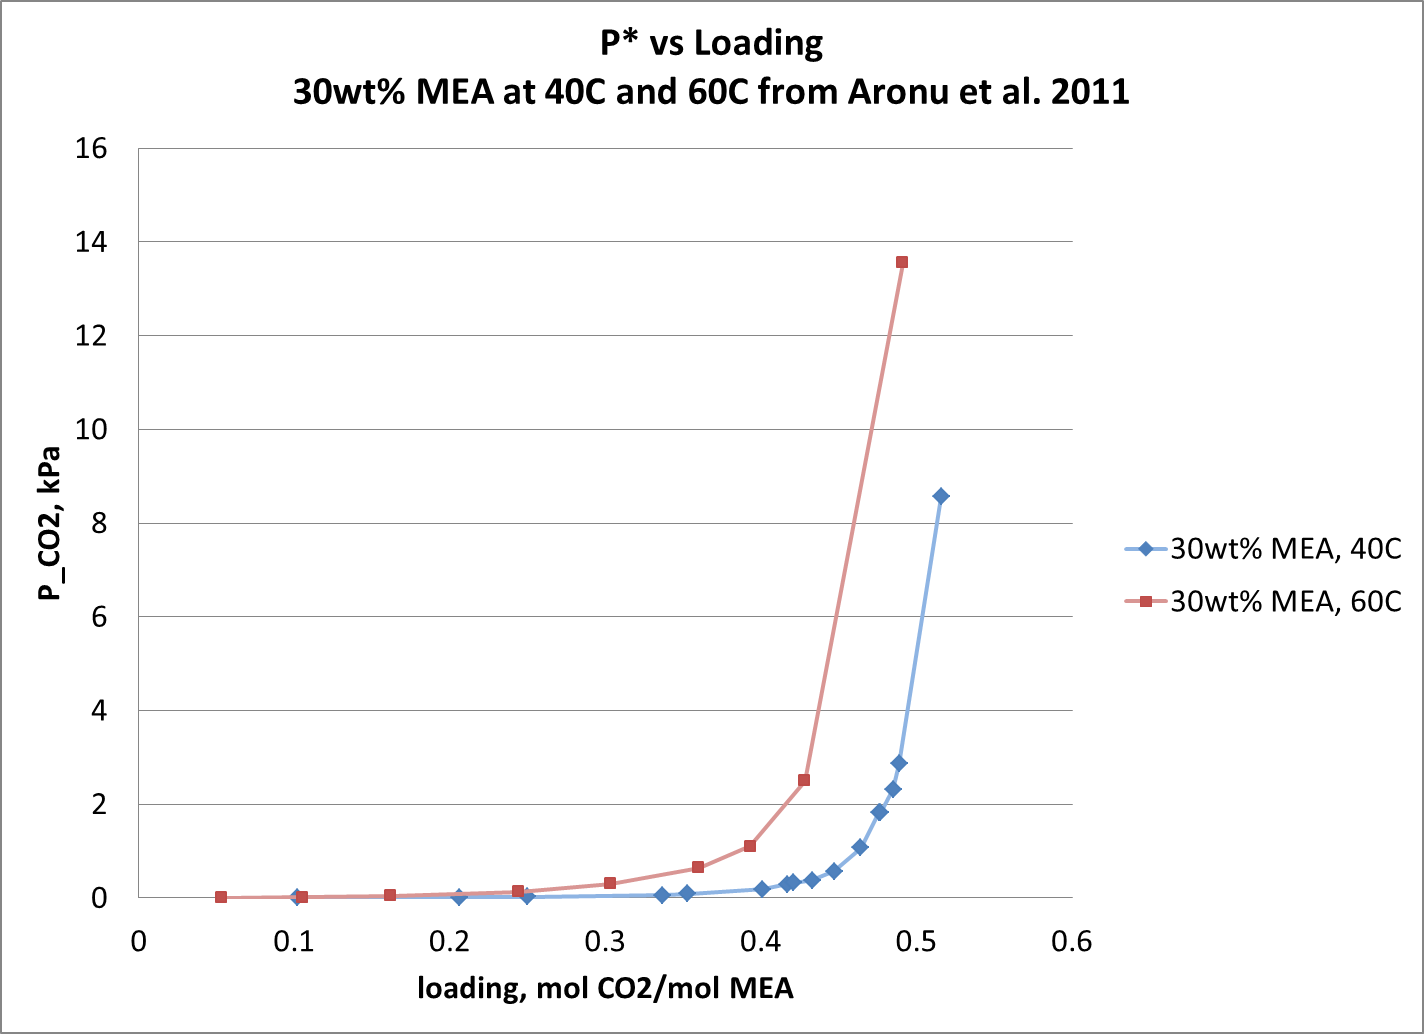 P* vs Loading
30wt% MEA at 40C and 60C from Aronu et al. 2011
16
14
12
10
8
6
4
2
0
P_CO2, kPa
0 0.1 0.2 0.3 0.4 0.5 0.6
loading, mol CO2/mol MEA
30wt% MEA, 40C
30wt% MEA, 60C